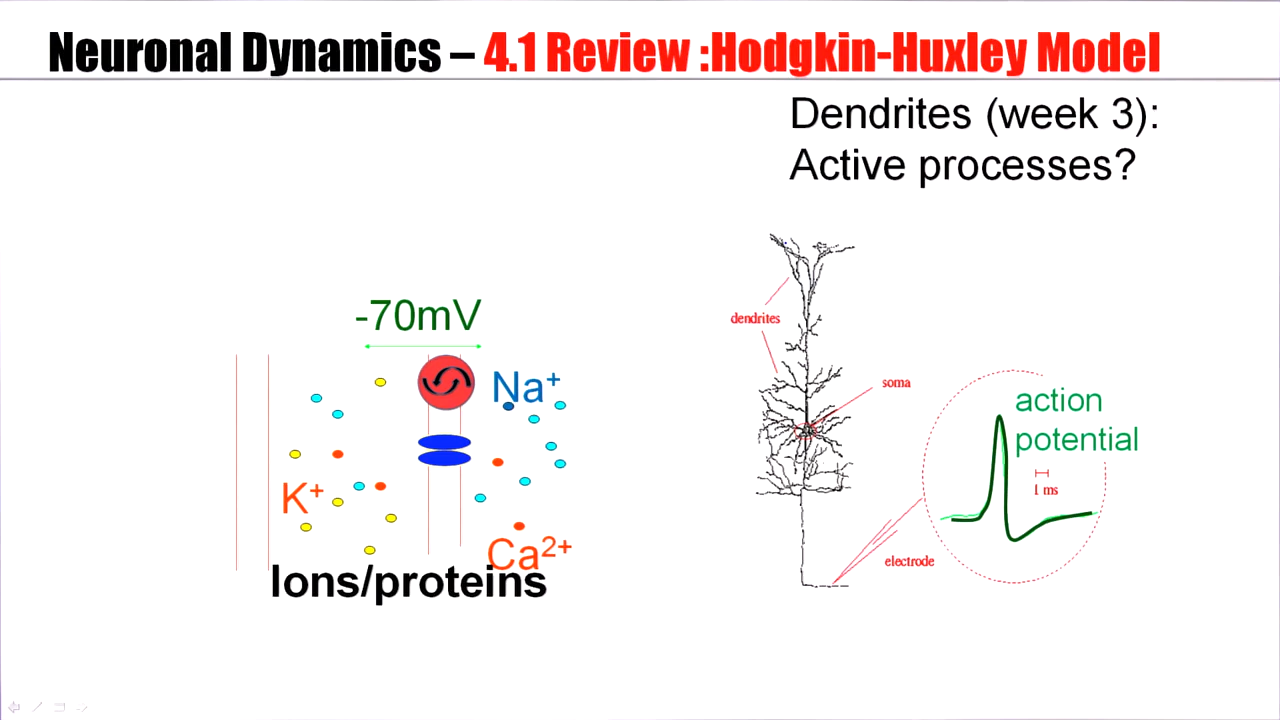 Neuronal Dynamics – 4.1 Review :Hodgkin-Huxley Model
Dendrites (week 3):
Active processes?
-70mV
Na⁺
K⁺
Ca²⁺
Ions/proteins
dendrites
soma
action
potential
1 ms
electrode